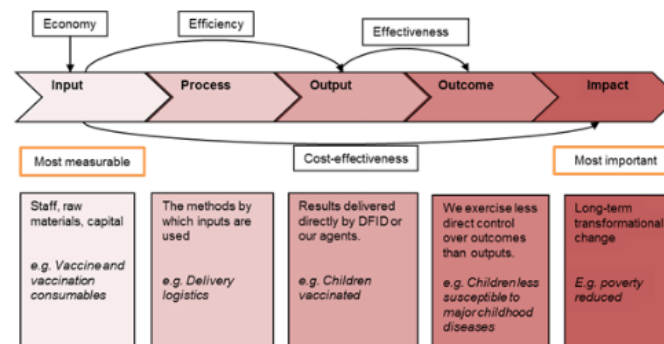 Economy
Efficiency
Effectiveness
Input
Process
Output
Outcome
Impact
Most measurable
Cost-effectiveness
Most important
Staff, raw
materials, capital
e.g. Vaccine and
vaccination
consumables
The methods by
which inputs are
used
e.g. Delivery
logistics
Results delivered
directly by DFID or
our agents.
e.g. Children
vaccinated
We exercise less
direct control
over outcomes
than outputs.
e.g. Children less
susceptible to
major childhood
diseases
Long-term
transformational
change
E.g. poverty
reduced